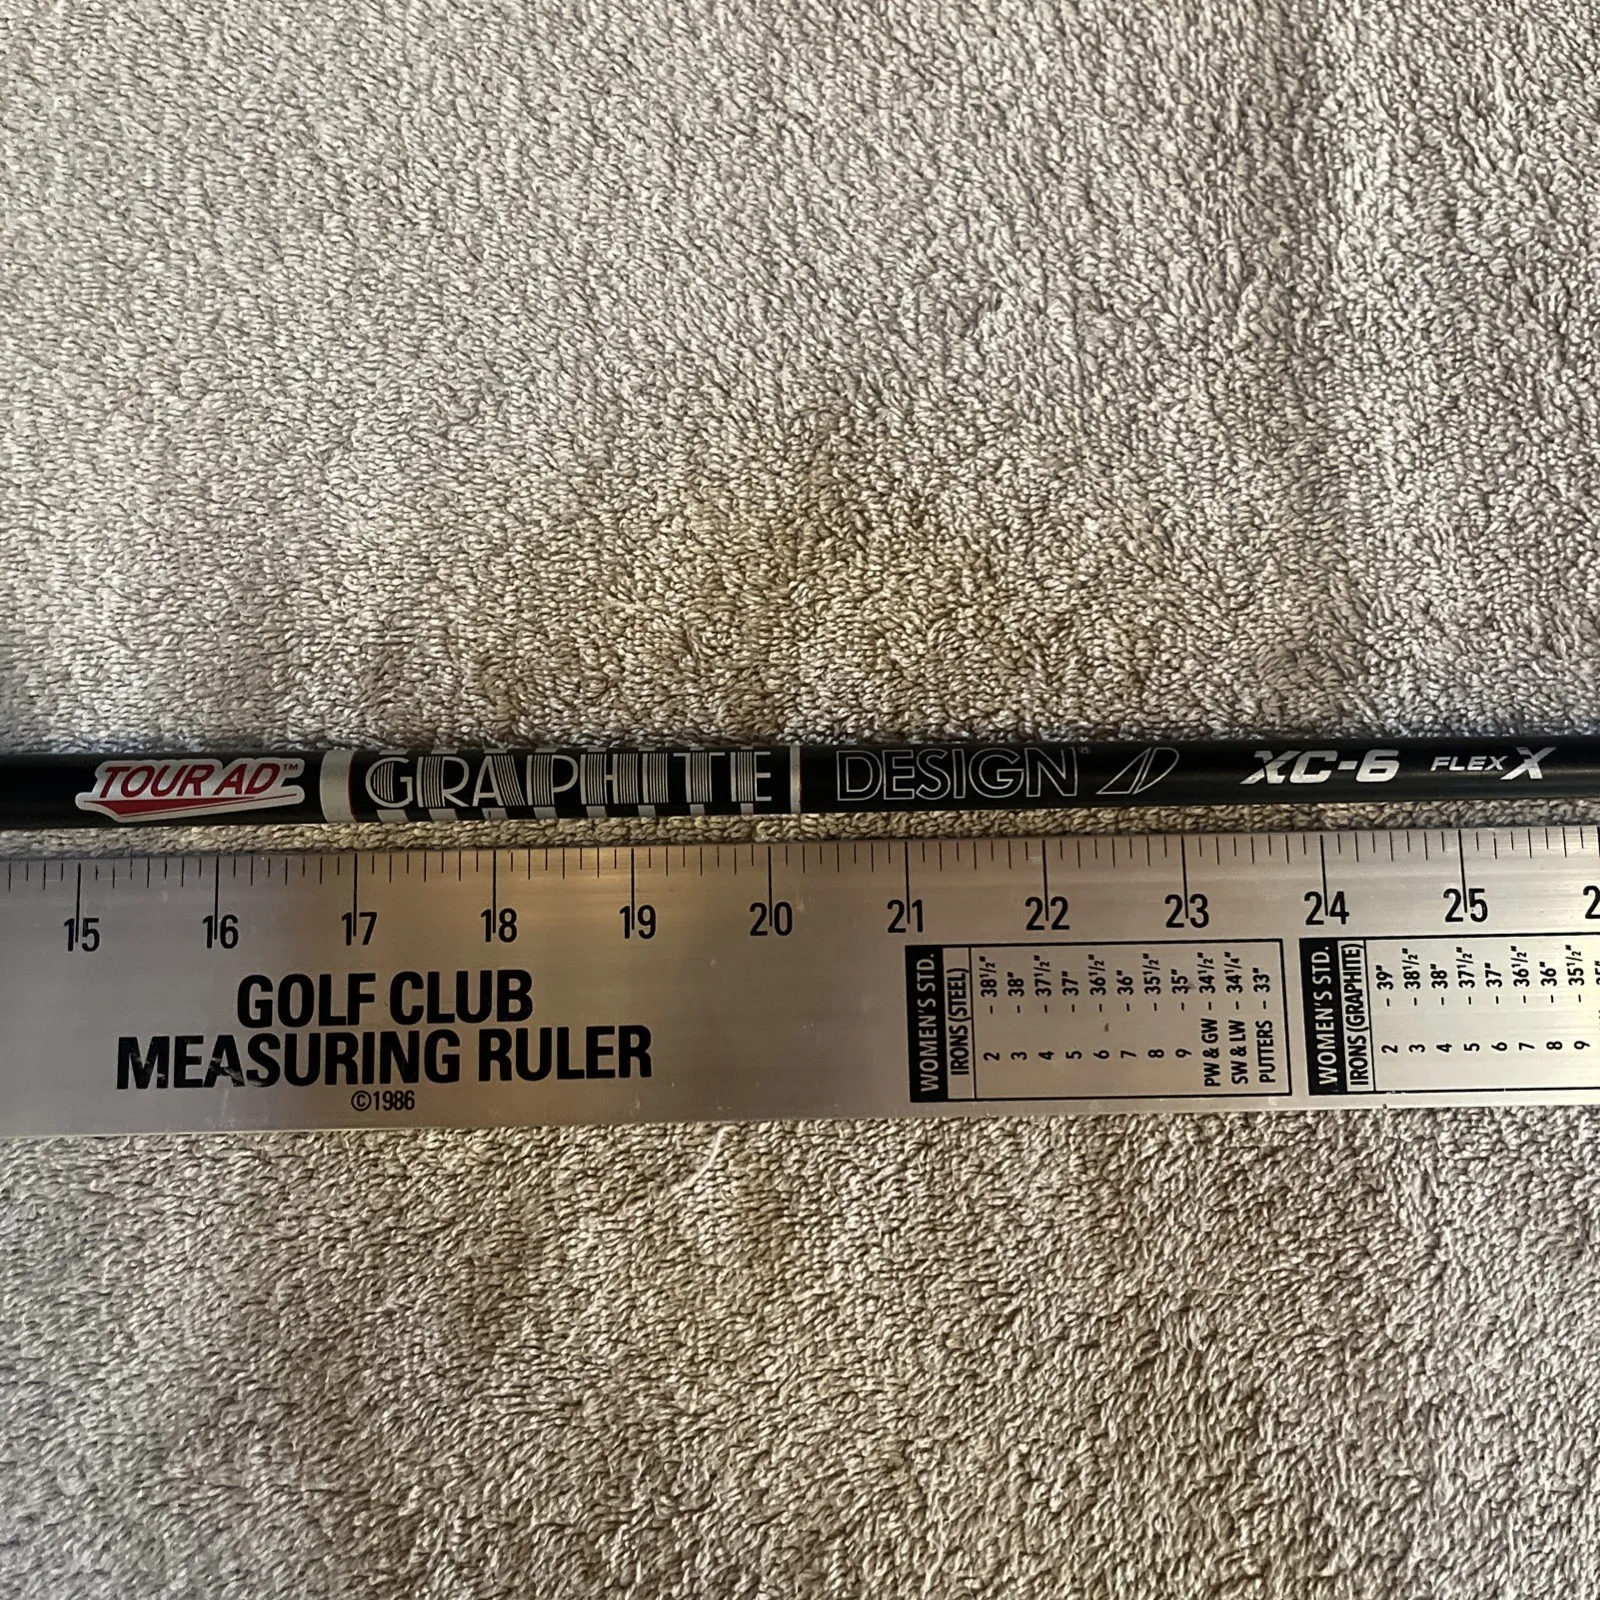 TOUR AD™ GRAPHITE DESIGN® XC-6 FLEX X
15 16 17 18 19 20 21 22 23 24 25 2
GOLF CLUB
MEASURING RULER
©1986
WOMEN'S STD.
IRONS (STEEL)
2 - 38½"
3 - 38"
4 - 37½"
5 - 37"
6 - 36½"
7 - 36"
8 - 35½"
9 - 35"
PW & GW - 34½"
SW & LW - 34¼"
PUTTERS - 33"
WOMEN'S STD.
IRONS (GRAPHITE)
2 - 39"
3 - 38½"
4 - 38"
5 - 37½"
6 - 37"
7 - 36½"
8 - 36"
9 - 35½"